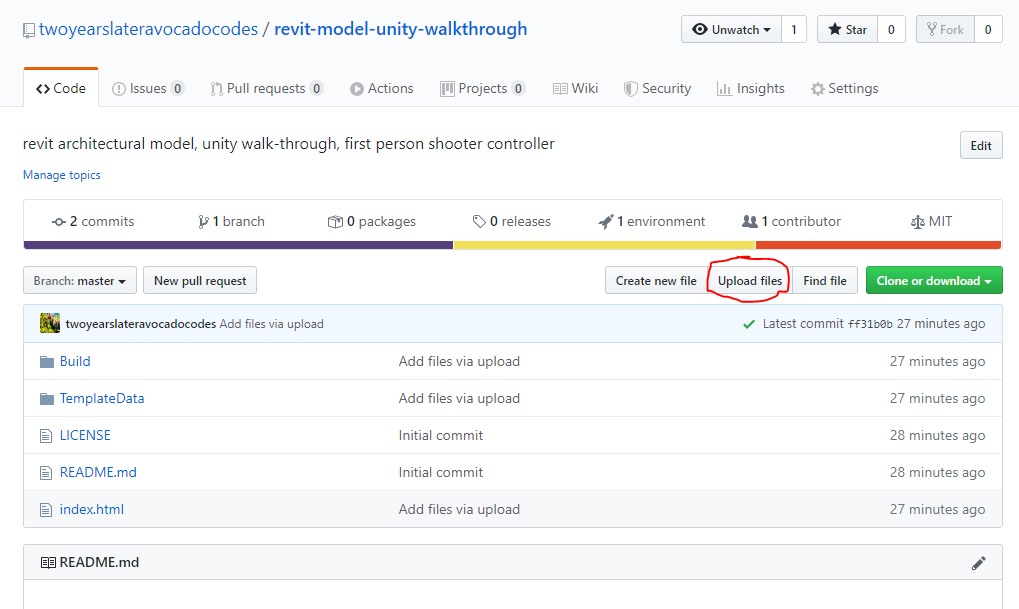 twoyearslateravocadocodes / revit-model-unity-walkthrough Unwatch 1 Star 0 Fork 0
Code Issues 0 Pull requests 0 Actions Projects 0 Wiki Security Insights Settings
revit architectural model, unity walk-through, first person shooter controller Edit
Manage topics
2 commits 1 branch 0 packages 0 releases 1 environment 1 contributor MIT
Branch: master New pull request Create new file Upload files Find file Clone or download
twoyearslateravocadocodes Add files via upload Latest commit ff31b0b 27 minutes ago
Build Add files via upload 27 minutes ago
TemplateData Add files via upload 27 minutes ago
LICENSE Initial commit 28 minutes ago
README.md Initial commit 28 minutes ago
index.html Add files via upload 27 minutes ago
README.md